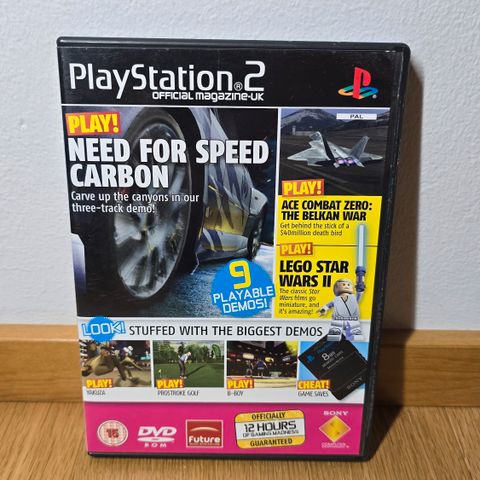 PlayStation®2
OFFICIAL MAGAZINE-UK
PAL
PLAY!
NEED FOR SPEED
CARBON
Carve up the canyons in our
three-track demo!
PLAY!
ACE COMBAT ZERO:
THE BELKAN WAR
Get behind the stick of a
$40million death bird
PLAY!
LEGO STAR
WARS II
The classic Star
Wars films go
miniature, and
it's amazing!
9
PLAYABLE
DEMOS!
LOOK! STUFFED WITH THE BIGGEST DEMOS
PLAY!
YAKUZA
PLAY!
PROSTROKE GOLF
PLAY!
B-BOY
CHEAT!
GAME SAVES
8MB
SONY
15
DVD
ROM
Future
OFFICIALLY
12 HOURS
OF GAMING MADNESS
GUARANTEED
SONY
COMPUTER
ENTERTAINMENT